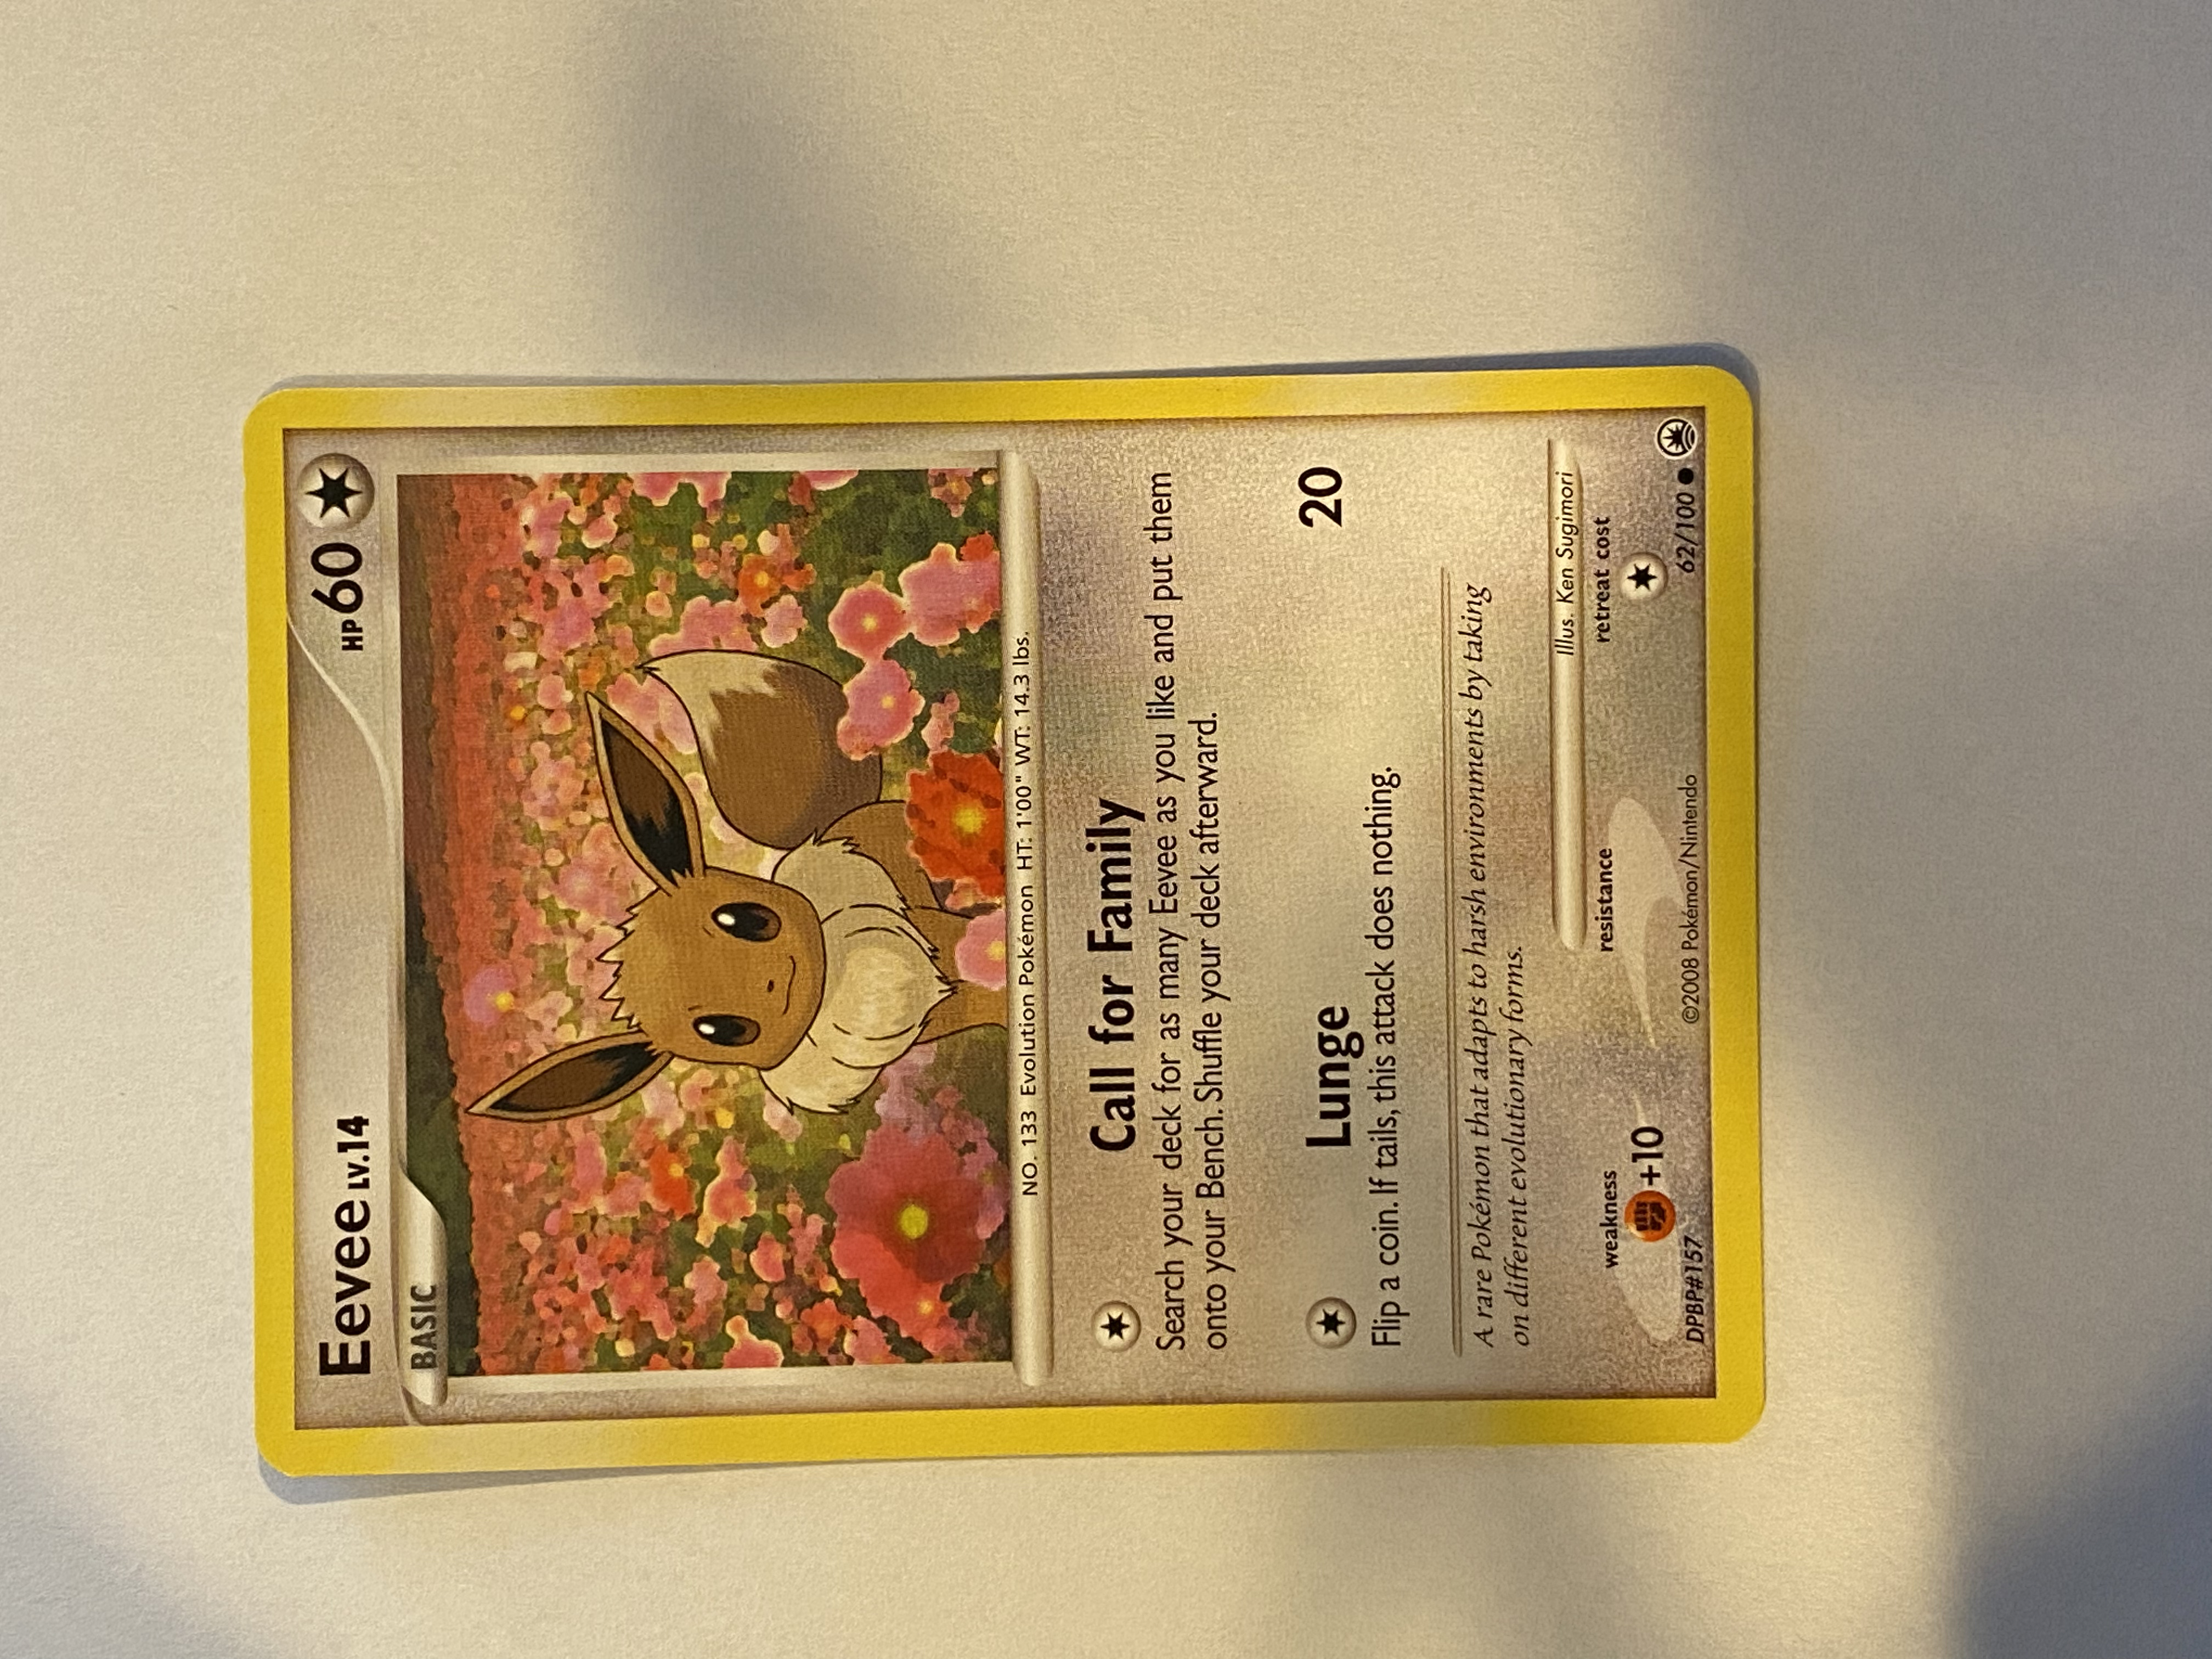 Eevee LV.14 HP 60
BASIC
NO. 133 Evolution Pokémon HT: 1'00" WT: 14.3 lbs.
Call for Family
Search your deck for as many Eevee as you like and put them
onto your Bench. Shuffle your deck afterward.
Lunge 20
Flip a coin. If tails, this attack does nothing.
A rare Pokémon that adapts to harsh environments by taking
on different evolutionary forms.
Illus. Ken Sugimori
weakness resistance retreat cost
+10
DPBP#157 ©2008 Pokémon/Nintendo 62/100